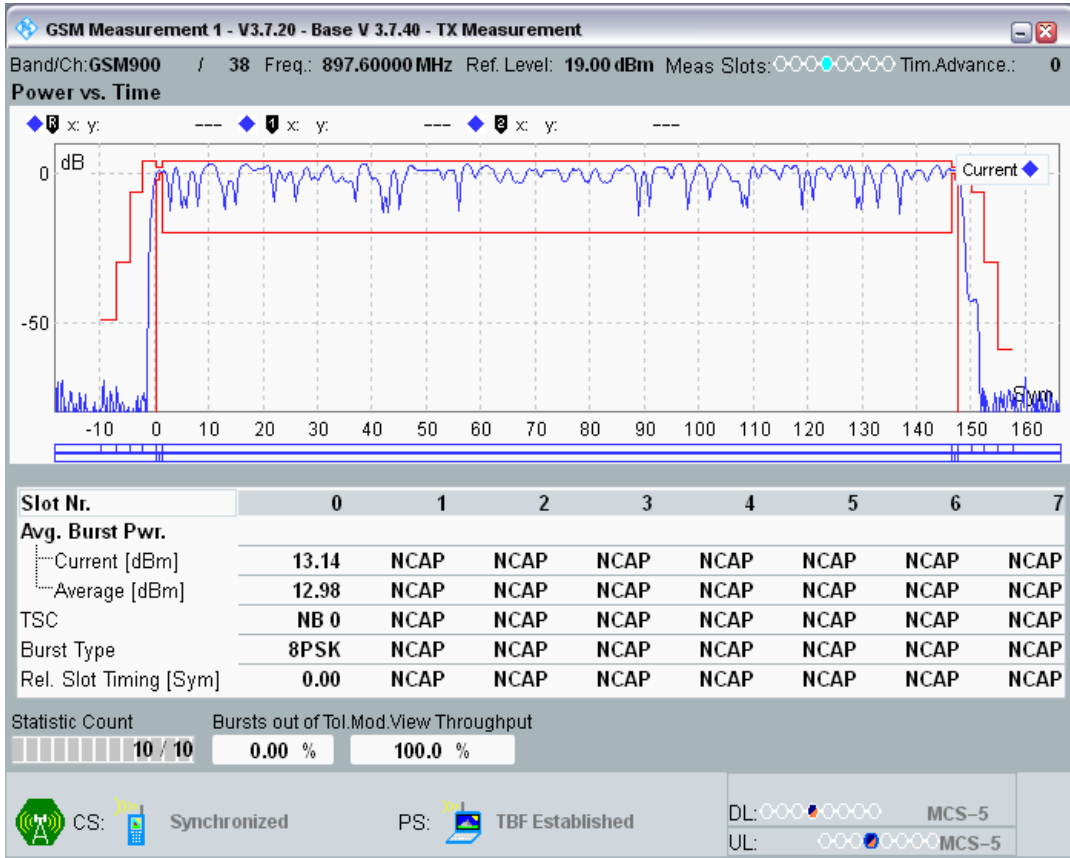 GSM Measurement 1 - V3.7.20 - Base V 3.7.40 - TX Measurement
Band/Ch:GSM900 / 38 Freq.: 897.60000 MHz Ref. Level: 19.00 dBm Meas Slots: Tim.Advance.: 0
Power vs. Time
R x: y: --- 1 x: y: --- 2 x: y: ---
dB
Current
0
-50
Sym
-10 0 10 20 30 40 50 60 70 80 90 100 110 120 130 140 150 160
Slot Nr. 0 1 2 3 4 5 6 7
Avg. Burst Pwr.
Current [dBm] 13.14 NCAP NCAP NCAP NCAP NCAP NCAP NCAP
Average [dBm] 12.98 NCAP NCAP NCAP NCAP NCAP NCAP NCAP
TSC NB 0 NCAP NCAP NCAP NCAP NCAP NCAP NCAP
Burst Type 8PSK NCAP NCAP NCAP NCAP NCAP NCAP NCAP
Rel. Slot Timing [Sym] 0.00 NCAP NCAP NCAP NCAP NCAP NCAP NCAP
Statistic Count Bursts out of Tol.Mod.View Throughput
10 / 10 0.00 % 100.0 %
CS: Synchronized PS: TBF Established DL: MCS-5
UL: MCS-5